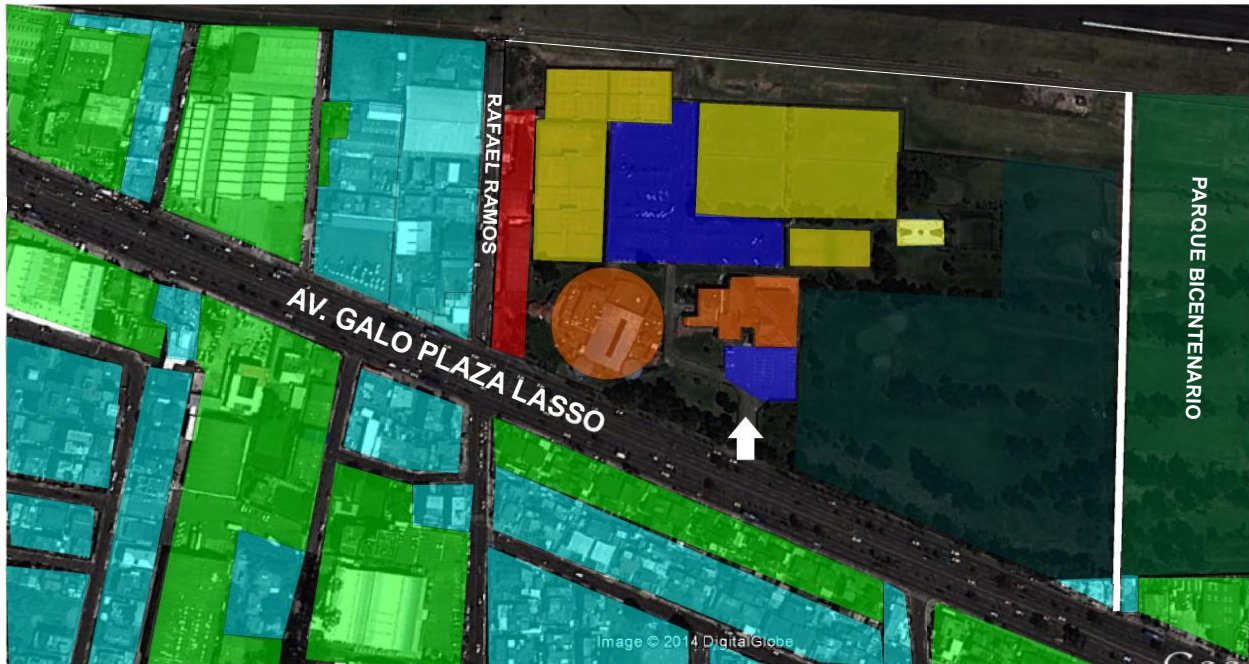 RAFAEL RAMOS
PARQUE BICENTENARIO
AV. GALO PLAZA LASSO
Image © 2014 DigitalGlobe